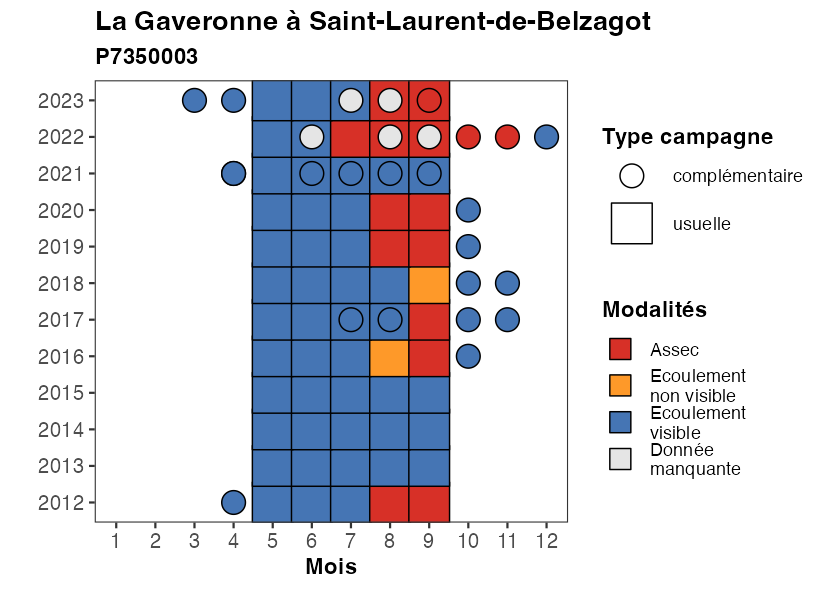 La Gaveronne à Saint-Laurent-de-Belzagot
P7350003
2023
2022
2021
2020
2019
2018
2017
2016
2015
2014
2013
2012
1 2 3 4 5 6 7 8 9 10 11 12
Mois
Type campagne
complémentaire
usuelle
Modalités
Assec
Ecoulement
non visible
Ecoulement
visible
Donnée
manquante